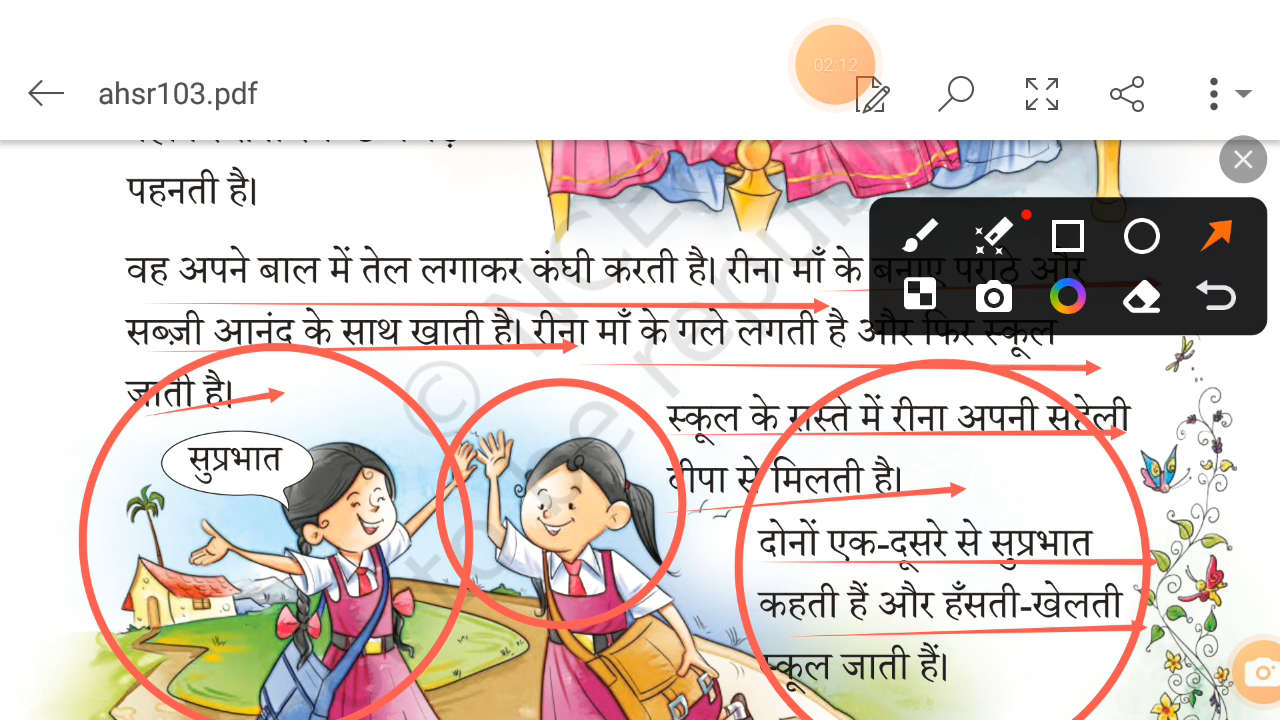 02:12
ahsr103.pdf
पहनती है।
वह अपने बाल में तेल लगाकर कंघी करती है। रीना माँ के बनाए पराठे और
सब्ज़ी आनंद के साथ खाती है। रीना माँ के गले लगती है और फिर स्कूल
जाती है।
सुप्रभात
स्कूल के रास्ते में रीना अपनी सहेली
दीपा से मिलती है।
दोनों एक-दूसरे से सुप्रभात
कहती हैं और हँसती-खेलती
स्कूल जाती हैं।